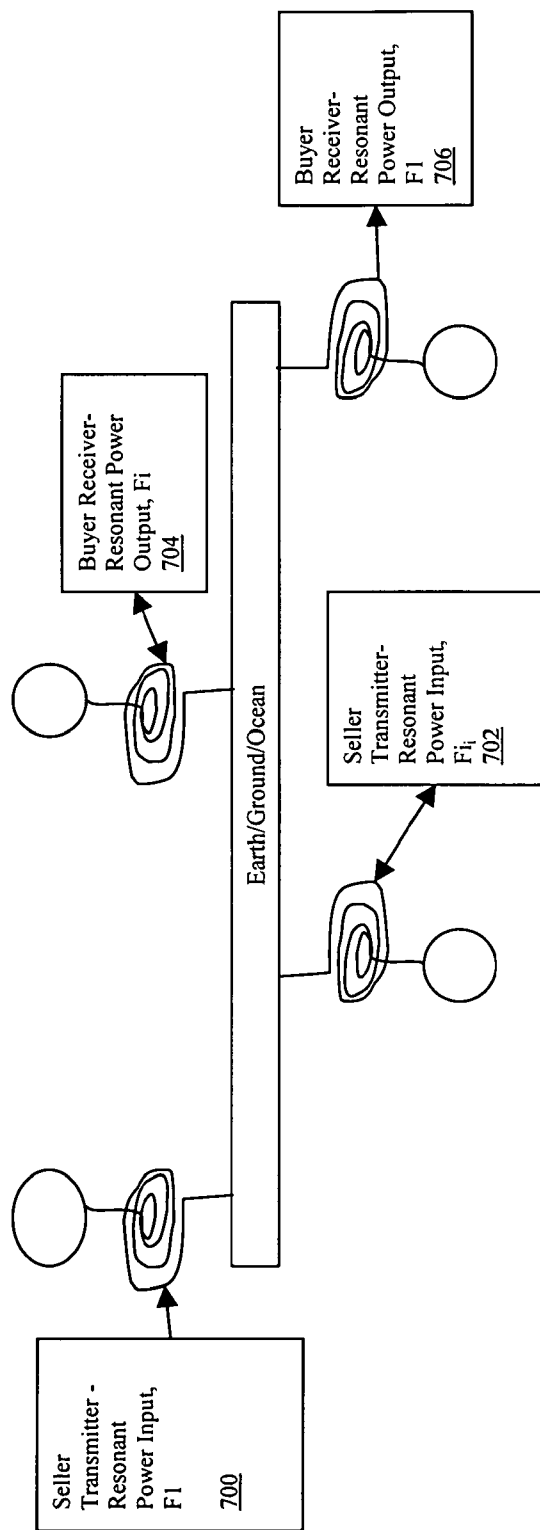 Seller
Transmitter -
Resonant
Power Input,
F1
700
Buyer Receiver-
Resonant Power
Output, Fi
704
Earth/Ground/Ocean
Seller
Transmitter-
Resonant
Power Input,
Fiᵢ
702
Buyer
Receiver-
Resonant
Power Output,
F1
706